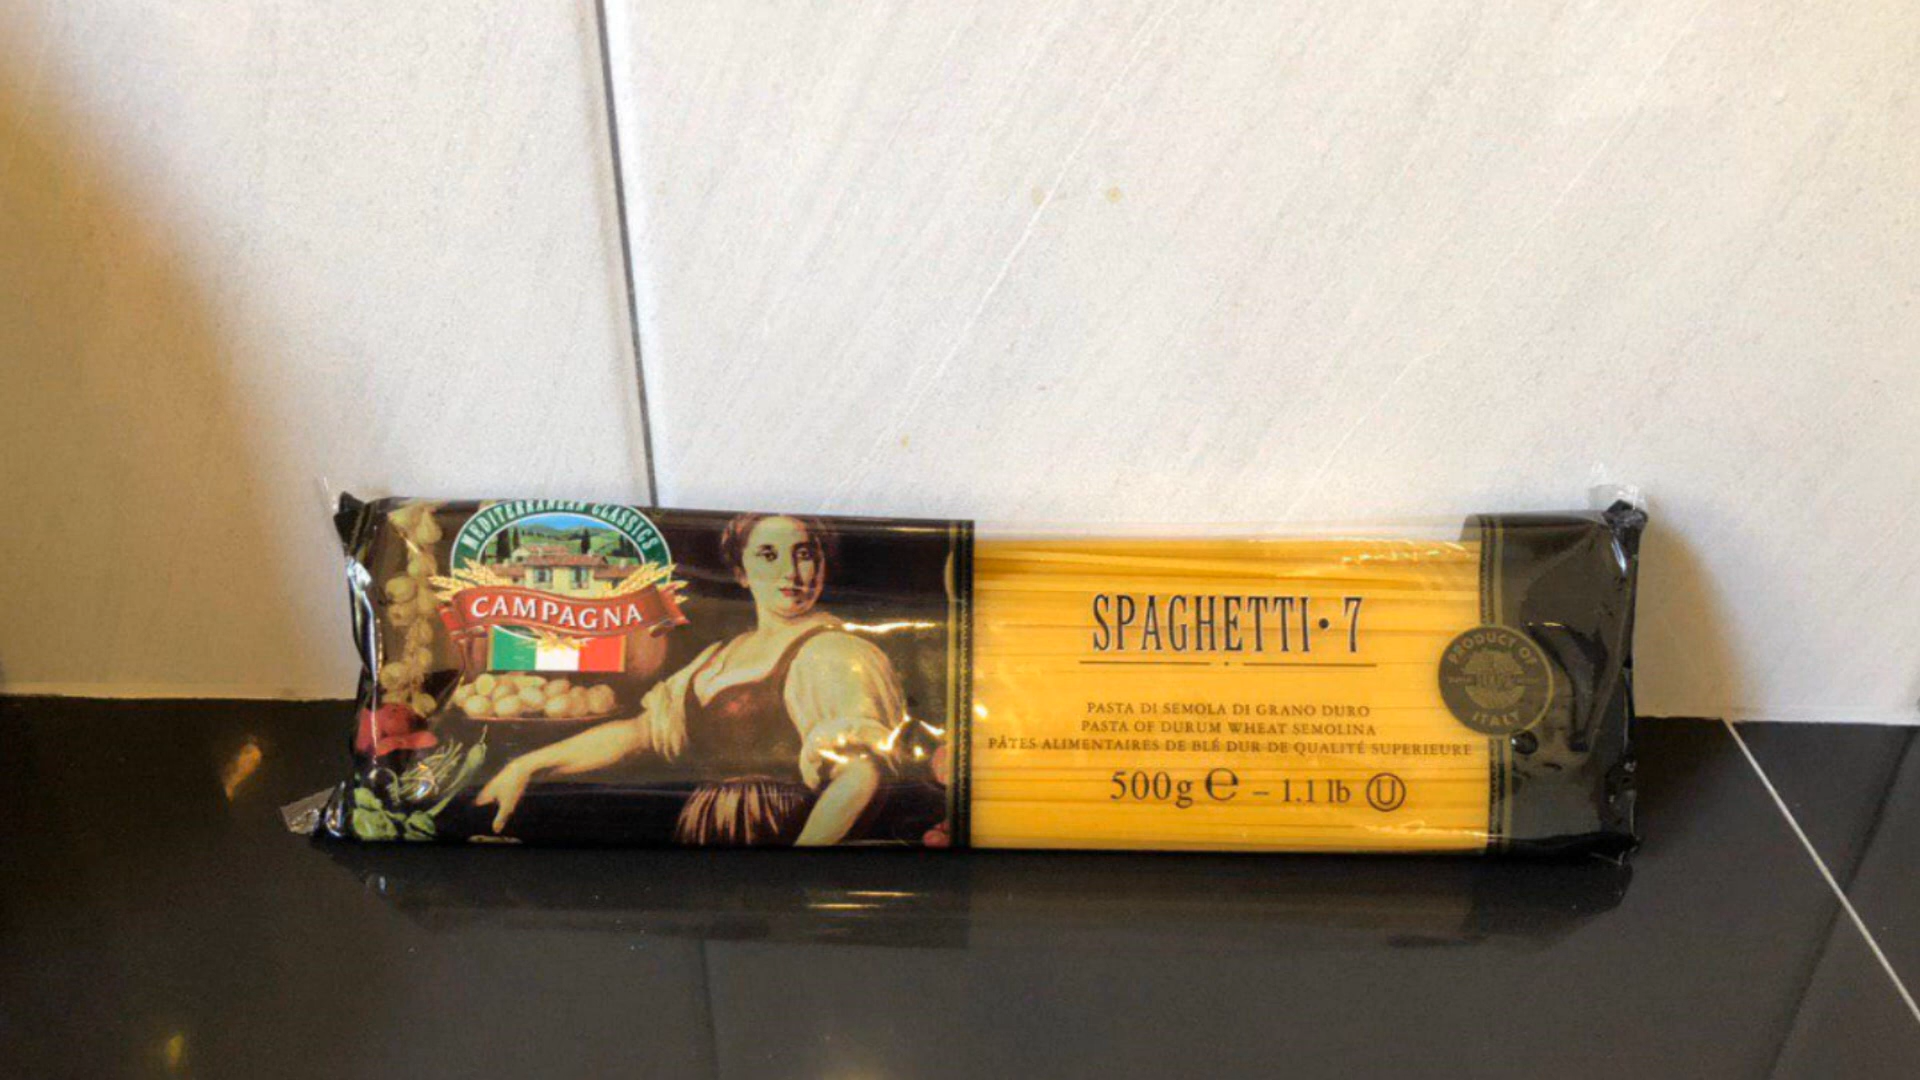 MEDITERRANEAN CLASSICS
CAMPAGNA
SPAGHETTI • 7
PASTA DI SEMOLA DI GRANO DURO
PASTA OF DURUM WHEAT SEMOLINA
PÂTES ALIMENTAIRES DE BLÉ DUR DE QUALITÉ SUPERIEURE
500g ℮ – 1.1 lb Ⓤ
PRODUCT OF
ITALY